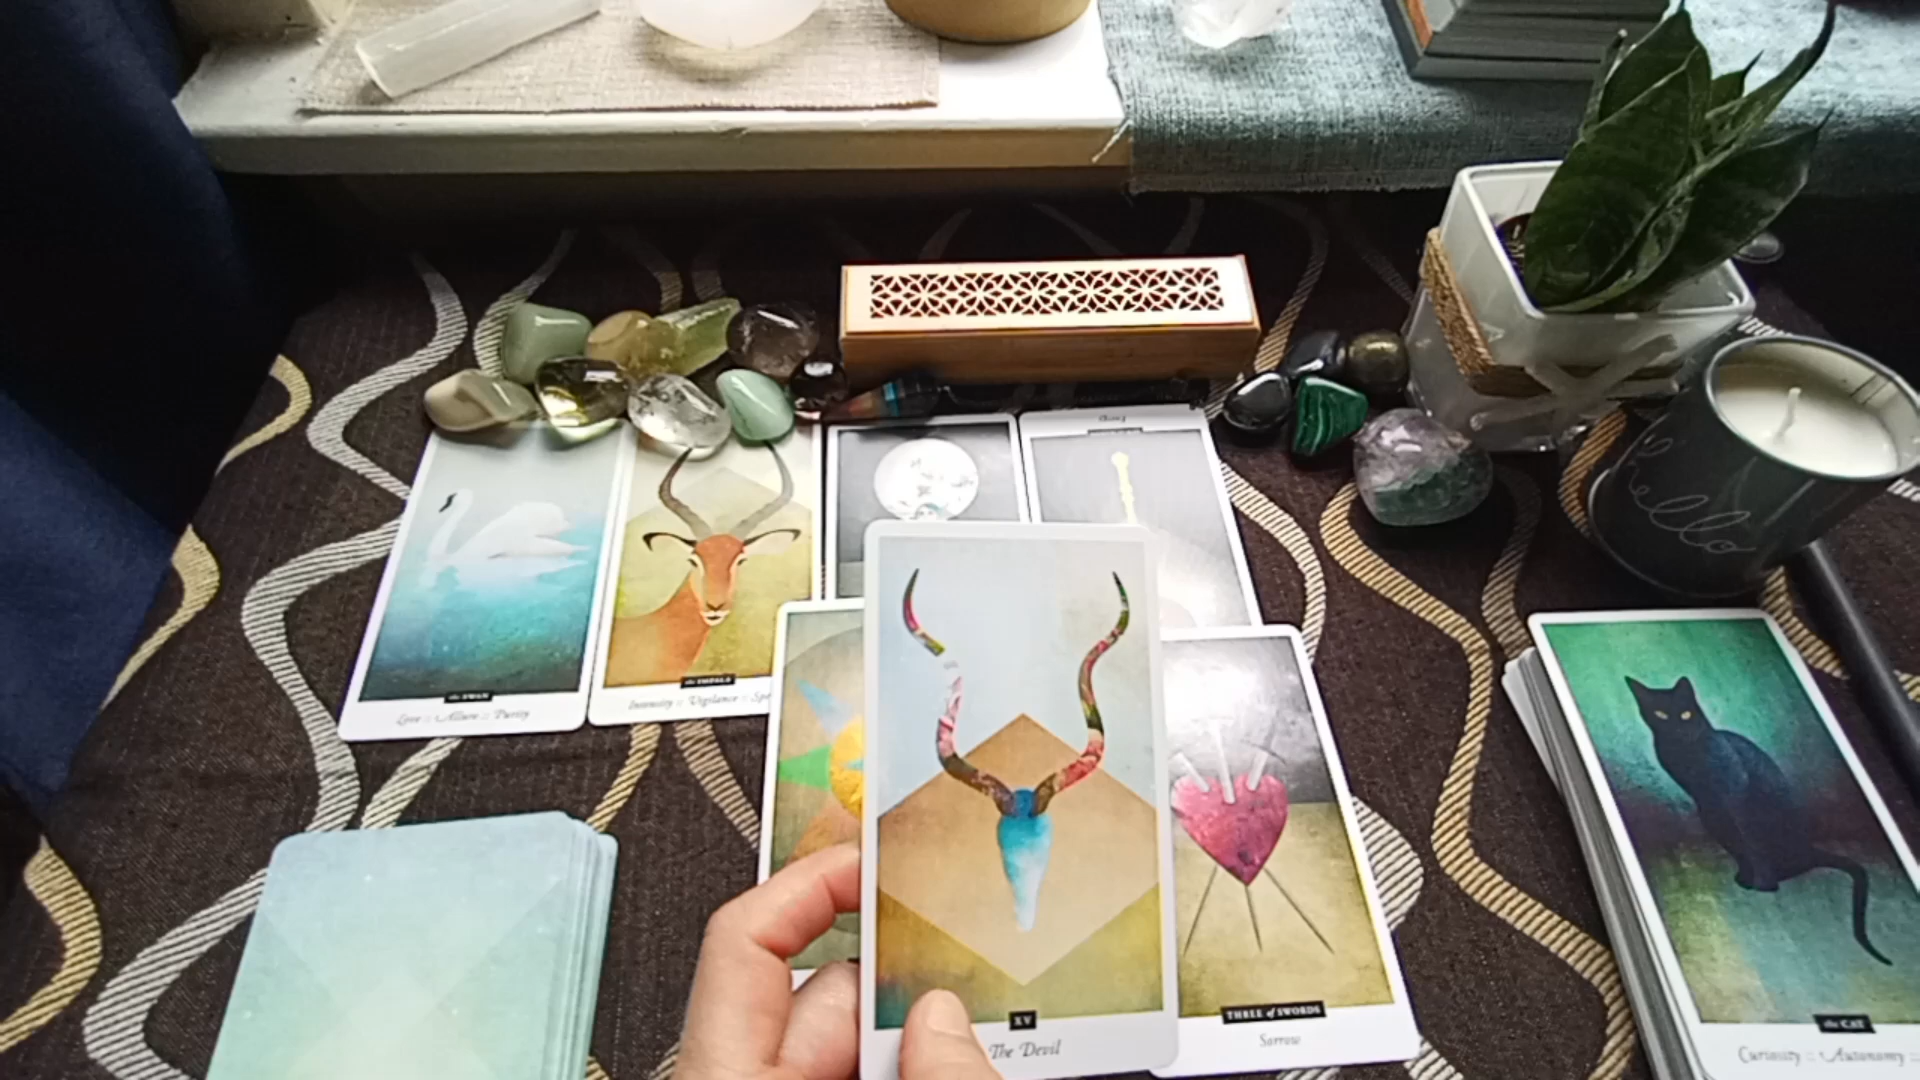 the SWAN
Love :: Allure :: Purity
the IMPALA
Intensity :: Vigilance ::
XV
The Devil
THREE of SWORDS
Sorrow
hello
the CAT
Curiosity :: Autonomy ::